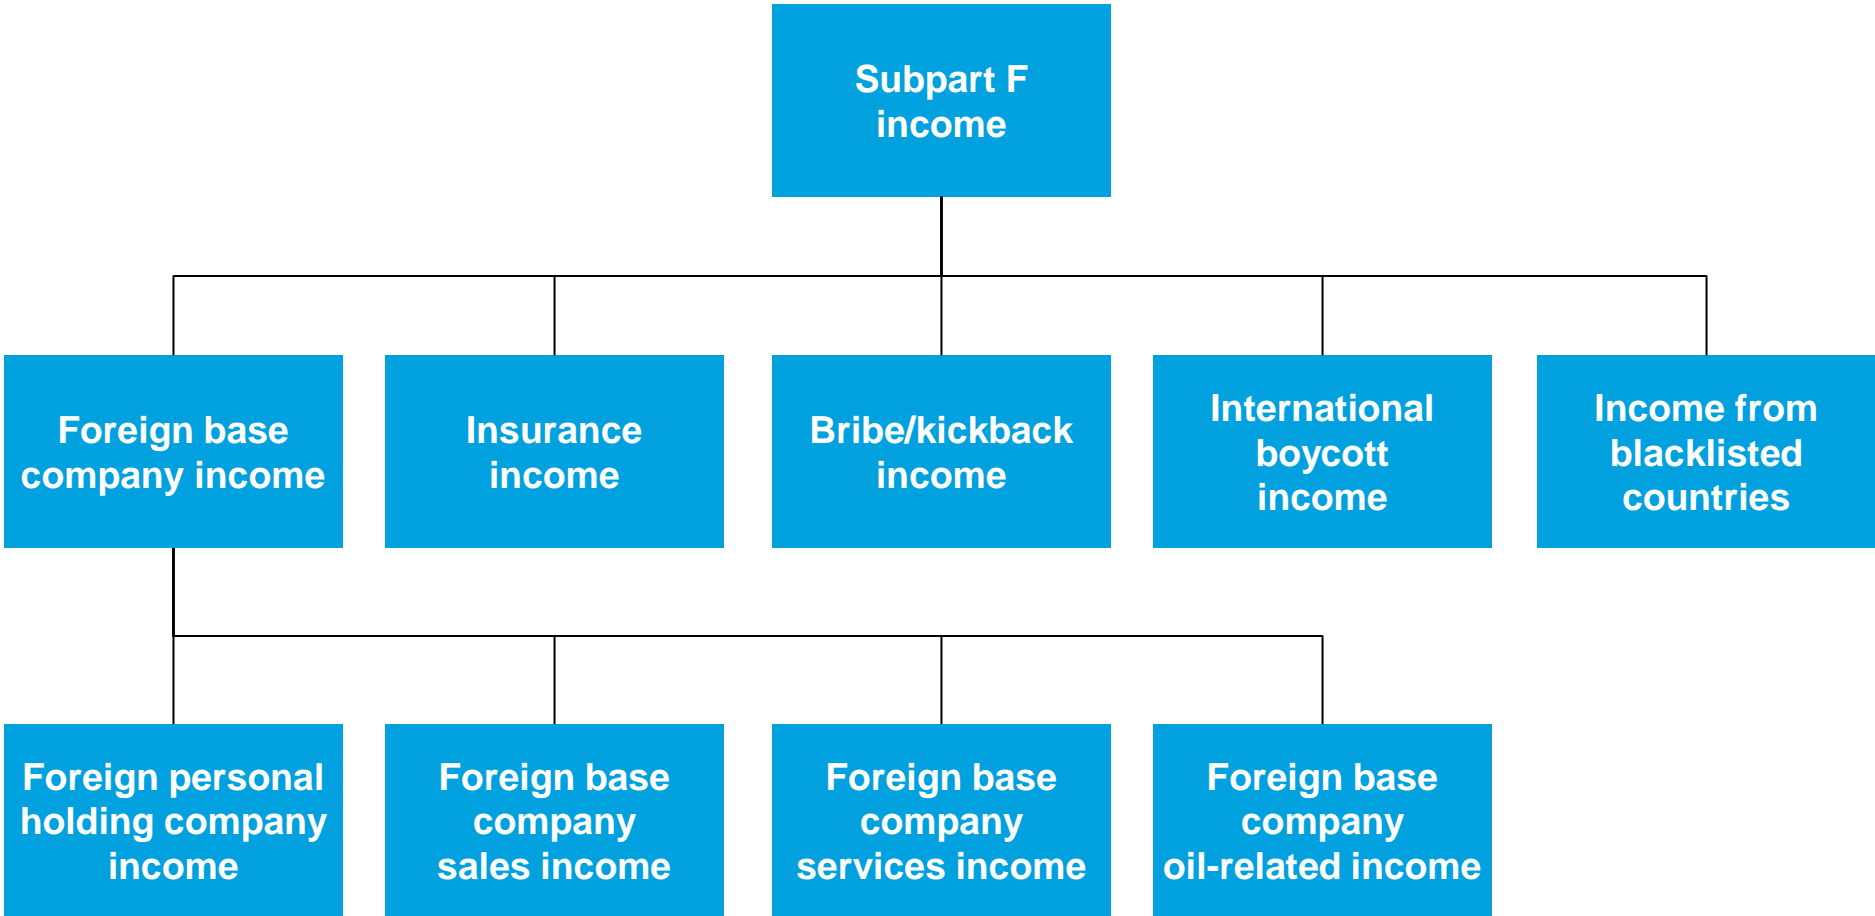 Subpart F
income
Foreign base
company income
Insurance
income
Bribe/kickback
income
International
boycott
income
Income from
blacklisted
countries
Foreign personal
holding company
income
Foreign base
company
sales income
Foreign base
company
services income
Foreign base
company
oil-related income